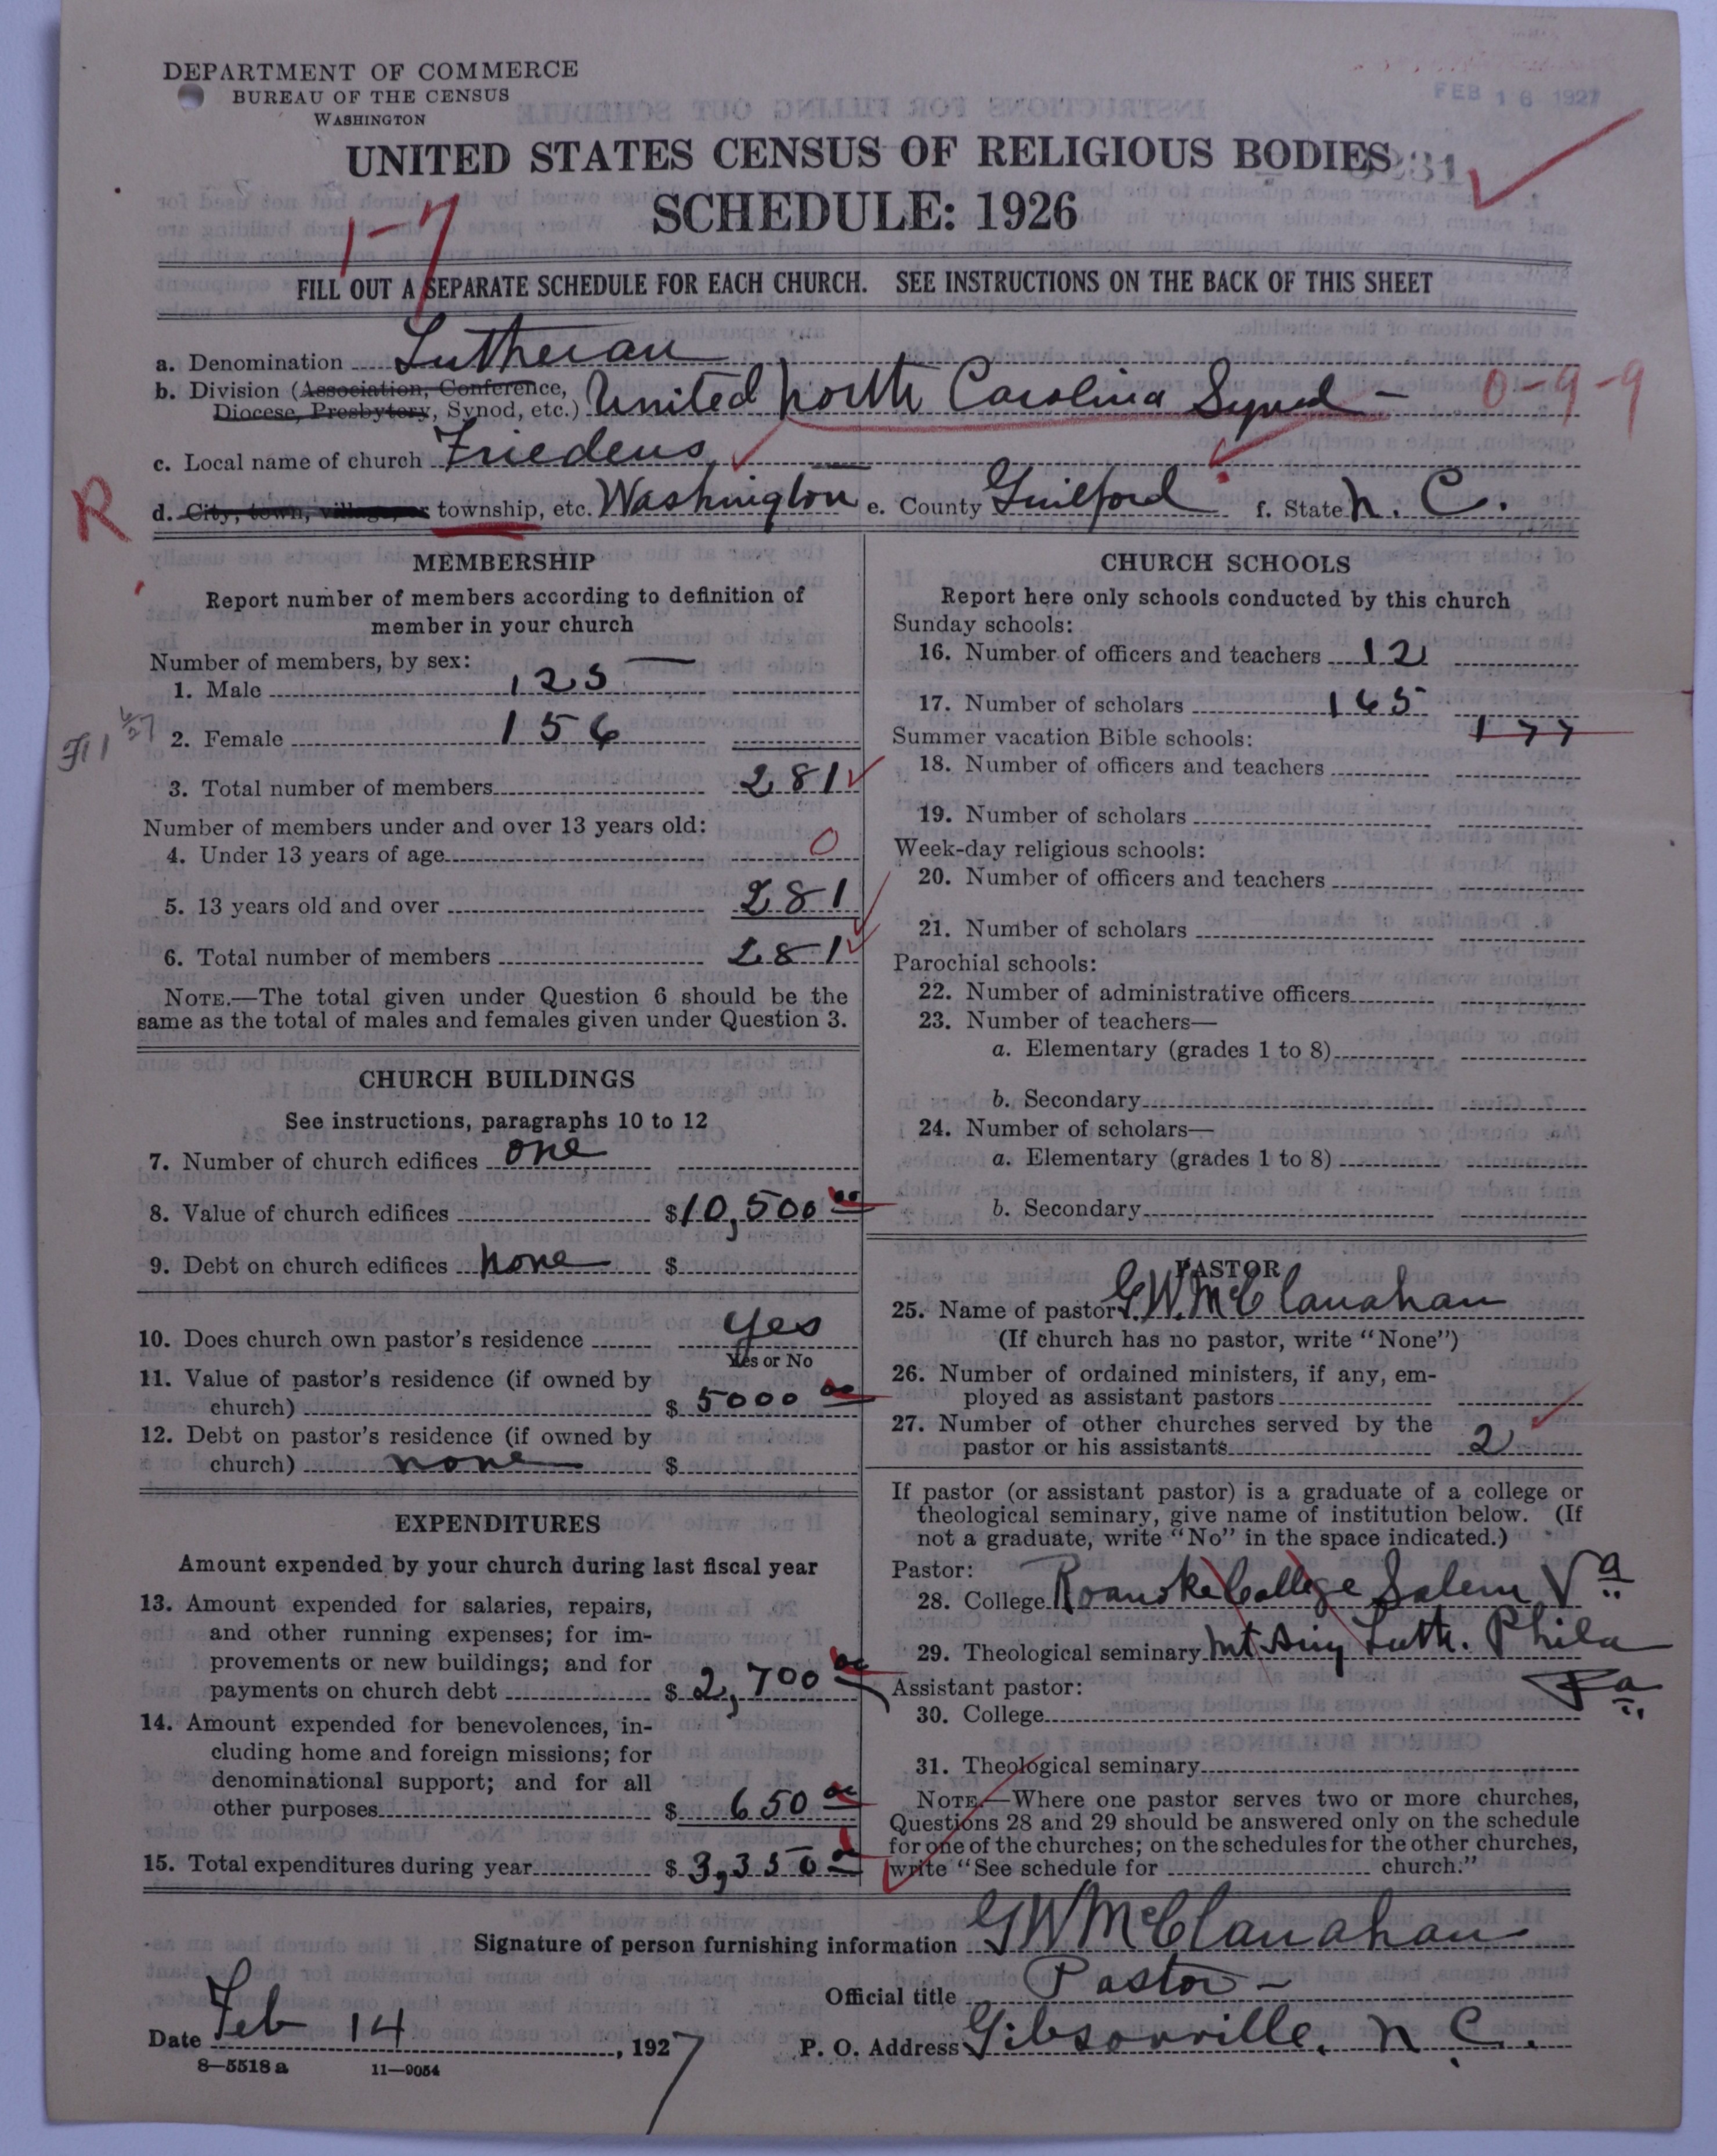 DEPARTMENT OF COMMERCE
BUREAU OF THE CENSUS
WASHINGTON
FEB 16 1927
UNITED STATES CENSUS OF RELIGIOUS BODIES
SCHEDULE: 1926
1-7
FILL OUT A SEPARATE SCHEDULE FOR EACH CHURCH. SEE INSTRUCTIONS ON THE BACK OF THIS SHEET
a. Denomination Lutheran
b. Division (Association, Conference, Diocese, Presbytery, Synod, etc.) United North Carolina Synod - 0-9-9
c. Local name of church Friedens
R
d. City, town, village, or township, etc. Washington e. County Guilford f. State N. C.
MEMBERSHIP
Report number of members according to definition of
member in your church
Number of members, by sex:
1. Male 125
2. Female 156
3. Total number of members 281
Number of members under and over 13 years old:
4. Under 13 years of age 0
5. 13 years old and over 281
6. Total number of members 281
NOTE.—The total given under Question 6 should be the
same as the total of males and females given under Question 3.
CHURCH BUILDINGS
See instructions, paragraphs 10 to 12
7. Number of church edifices one
8. Value of church edifices $10,500 00
9. Debt on church edifices none $
10. Does church own pastor's residence Yes
Yes or No
11. Value of pastor's residence (if owned by
church) $ 5000 00
12. Debt on pastor's residence (if owned by
church) none $
EXPENDITURES
Amount expended by your church during last fiscal year
13. Amount expended for salaries, repairs,
and other running expenses; for im-
provements or new buildings; and for
payments on church debt $ 2,700 00
14. Amount expended for benevolences, in-
cluding home and foreign missions; for
denominational support; and for all
other purposes $ 650 00
15. Total expenditures during year $ 3,350 00
CHURCH SCHOOLS
Report here only schools conducted by this church
Sunday schools:
16. Number of officers and teachers 12
17. Number of scholars 165
177
Summer vacation Bible schools:
18. Number of officers and teachers
19. Number of scholars
Week-day religious schools:
20. Number of officers and teachers
21. Number of scholars
Parochial schools:
22. Number of administrative officers
23. Number of teachers—
a. Elementary (grades 1 to 8)
b. Secondary
24. Number of scholars—
a. Elementary (grades 1 to 8)
b. Secondary
PASTOR
25. Name of pastor G.W. McClanahan
(If church has no pastor, write "None")
26. Number of ordained ministers, if any, em-
ployed as assistant pastors
27. Number of other churches served by the
pastor or his assistants 2
If pastor (or assistant pastor) is a graduate of a college or
theological seminary, give name of institution below. (If
not a graduate, write "No" in the space indicated.)
Pastor:
28. College Roanoke College Salem Va
29. Theological seminary Mt Airy Luth. Phila
Pa
Assistant pastor:
30. College
31. Theological seminary
NOTE.—Where one pastor serves two or more churches,
Questions 28 and 29 should be answered only on the schedule
for one of the churches; on the schedules for the other churches,
write "See schedule for church."
Signature of person furnishing information GW McClanahan
Official title Pastor -
Date Feb 14, 1927 P. O. Address Gibsonville, N. C.
8—5518 a 11—9054